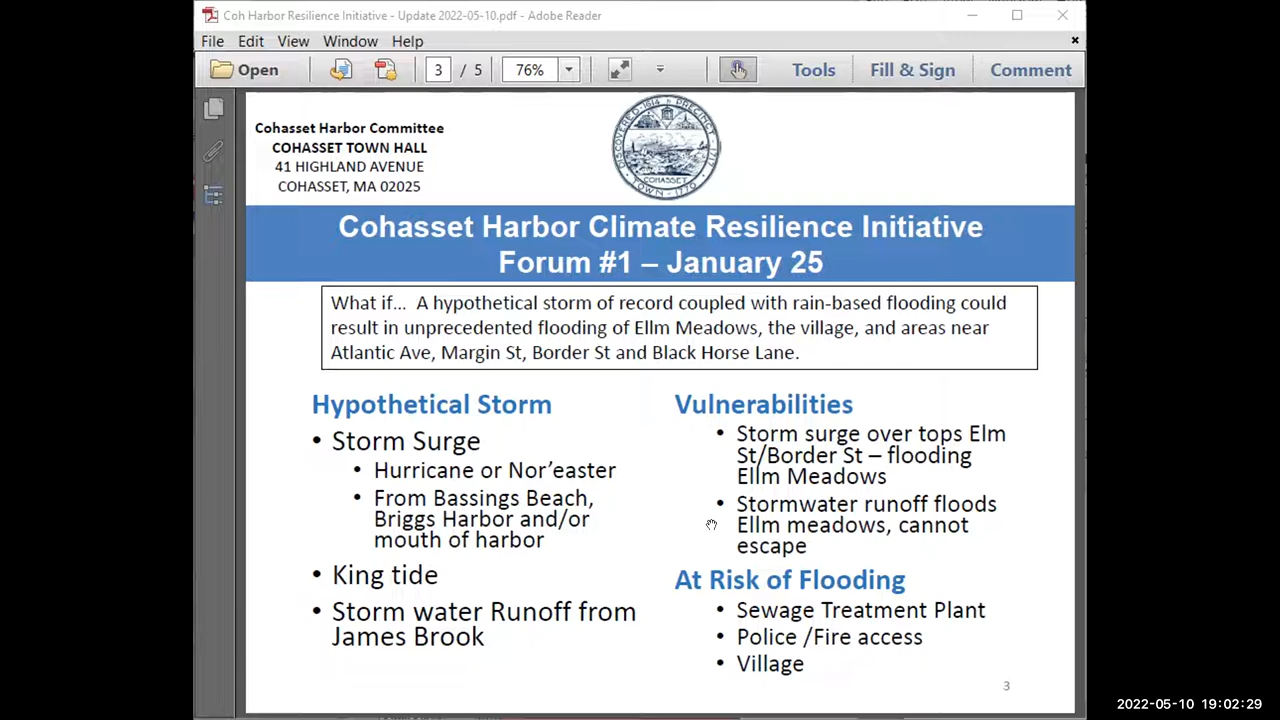 Coh Harbor Resilience Initiative - Update 2022-05-10.pdf - Adobe Reader
File Edit View Window Help
Open 3 / 5 76% Tools Fill & Sign Comment
Cohasset Harbor Committee
COHASSET TOWN HALL
41 HIGHLAND AVENUE
COHASSET, MA 02025
DISCOVERED-1614 PRECINCT 1717
COHASSET
TOWN-1770
Cohasset Harbor Climate Resilience Initiative
Forum #1 – January 25
What if… A hypothetical storm of record coupled with rain-based flooding could
result in unprecedented flooding of Ellm Meadows, the village, and areas near
Atlantic Ave, Margin St, Border St and Black Horse Lane.
Hypothetical Storm
• Storm Surge
• Hurricane or Nor’easter
• From Bassings Beach,
Briggs Harbor and/or
mouth of harbor
• King tide
• Storm water Runoff from
James Brook
Vulnerabilities
• Storm surge over tops Elm
St/Border St – flooding
Ellm Meadows
• Stormwater runoff floods
Ellm meadows, cannot
escape
At Risk of Flooding
• Sewage Treatment Plant
• Police /Fire access
• Village
3
2022-05-10 19:02:29